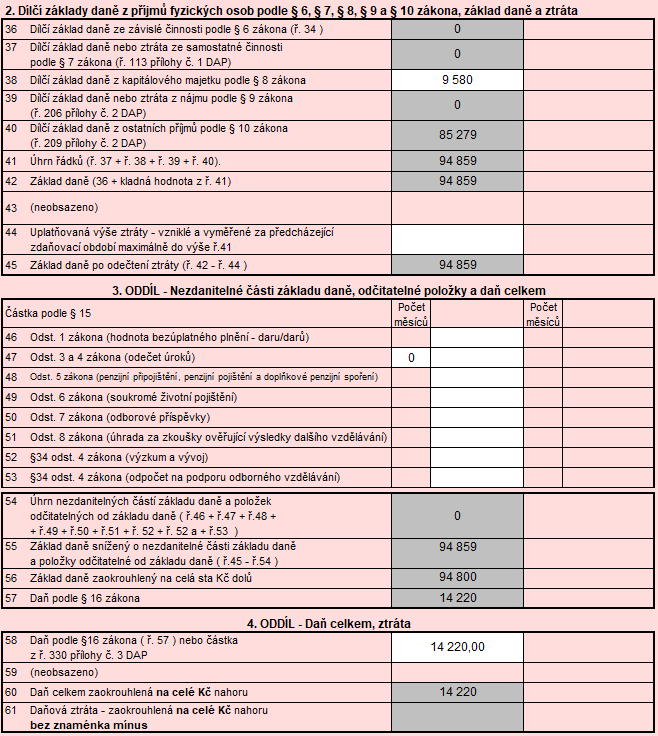 2. Dílčí základy daně z příjmů fyzických osob podle § 6, § 7, § 8, § 9 a § 10 zákona, základ daně a ztráta
36 Dílčí základ daně ze závislé činnosti podle § 6 zákona (ř. 34 ) 0
37 Dílčí základ daně nebo ztráta ze samostatné činnosti
podle § 7 zákona (ř. 113 přílohy č. 1 DAP) 0
38 Dílčí základ daně z kapitálového majetku podle § 8 zákona 9 580
39 Dílčí základ daně nebo ztráta z nájmu podle § 9 zákona
(ř. 206 přílohy č. 2 DAP) 0
40 Dílčí základ daně z ostatních příjmů podle § 10 zákona
(ř. 209 přílohy č. 2 DAP) 85 279
41 Úhrn řádků (ř. 37 + ř. 38 + ř. 39 + ř. 40). 94 859
42 Základ daně (36 + kladná hodnota z ř. 41) 94 859
43 (neobsazeno)
44 Uplatňovaná výše ztráty - vzniklé a vyměřené za předcházející
zdaňovací období maximálně do výše ř.41
45 Základ daně po odečtení ztráty (ř. 42 - ř. 44 ) 94 859
3. ODDÍL - Nezdanitelné části základu daně, odčitatelné položky a daň celkem
Částka podle § 15 Počet měsíců Počet měsíců
46 Odst. 1 zákona (hodnota bezúplatného plnění - daru/darů)
47 Odst. 3 a 4 zákona (odečet úroků) 0
48 Odst. 5 zákona (penzijní připojištění, penzijní pojištění a doplňkové penzijní spoření)
49 Odst. 6 zákona (soukromé životní pojištění)
50 Odst. 7 zákona (odborové příspěvky)
51 Odst. 8 zákona (úhrada za zkoušky ověřující výsledky dalšího vzdělávání)
52 §34 odst. 4 zákona (výzkum a vývoj)
53 §34 odst. 4 zákona (odpočet na podporu odborného vzdělávání)
54 Úhrn nezdanitelných částí základu daně a položek
odčitatelných od základu daně ( ř.46 + ř.47 + ř.48 +
+ ř.49 + ř.50 + ř.51 + ř. 52 + ř. 52 a + ř.53 ) 0
55 Základ daně snížený o nezdanitelné části základu daně
a položky odčitatelné od základu daně ( ř.45 - ř.54 ) 94 859
56 Základ daně zaokrouhlený na celá sta Kč dolů 94 800
57 Daň podle § 16 zákona 14 220
4. ODDÍL - Daň celkem, ztráta
58 Daň podle §16 zákona ( ř. 57 ) nebo částka
z ř. 330 přílohy č. 3 DAP 14 220,00
59 (neobsazeno)
60 Daň celkem zaokrouhlená na celé Kč nahoru 14 220
61 Daňová ztráta - zaokrouhlená na celé Kč nahoru
bez znaménka mínus